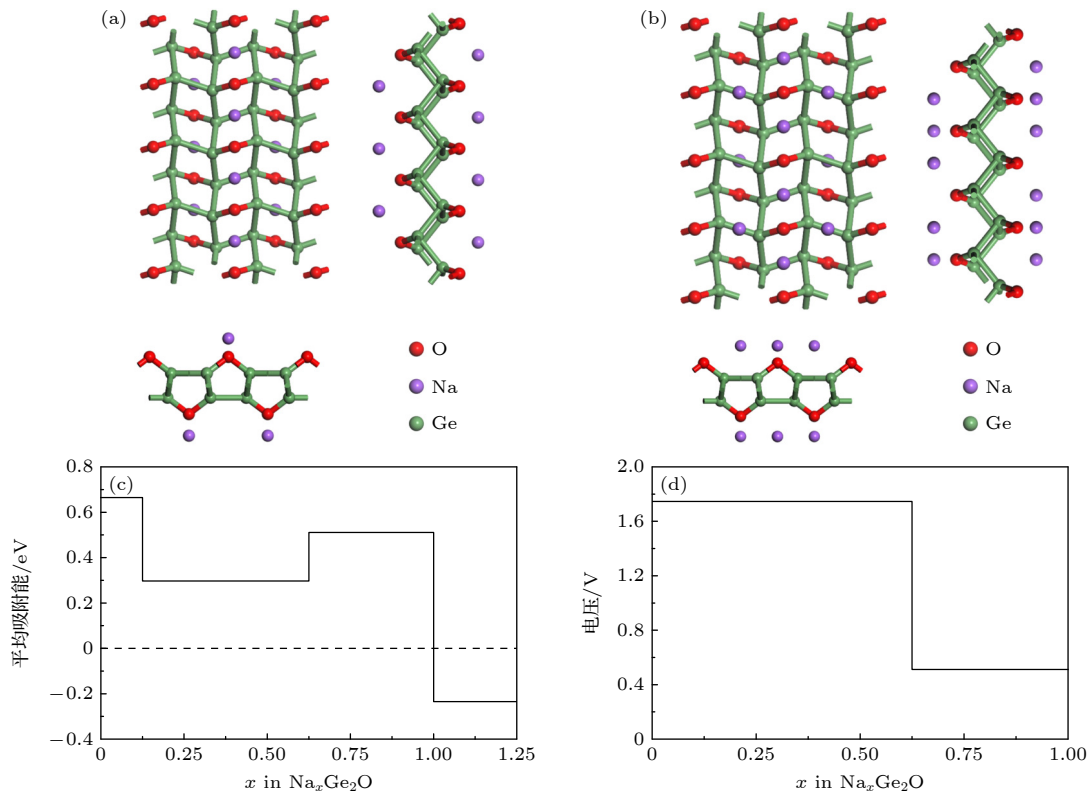 (a)
(b)
O
Na
Ge
O
Na
Ge
(c)
0.8
0.6
0.4
0.2
0
−0.2
−0.4
平均吸附能/eV
0
0.25
0.50
0.75
1.00
1.25
x in NaₓGe₂O
(d)
2.0
1.6
1.2
0.8
0.4
0
电压/V
0
0.25
0.50
0.75
1.00
x in NaₓGe₂O